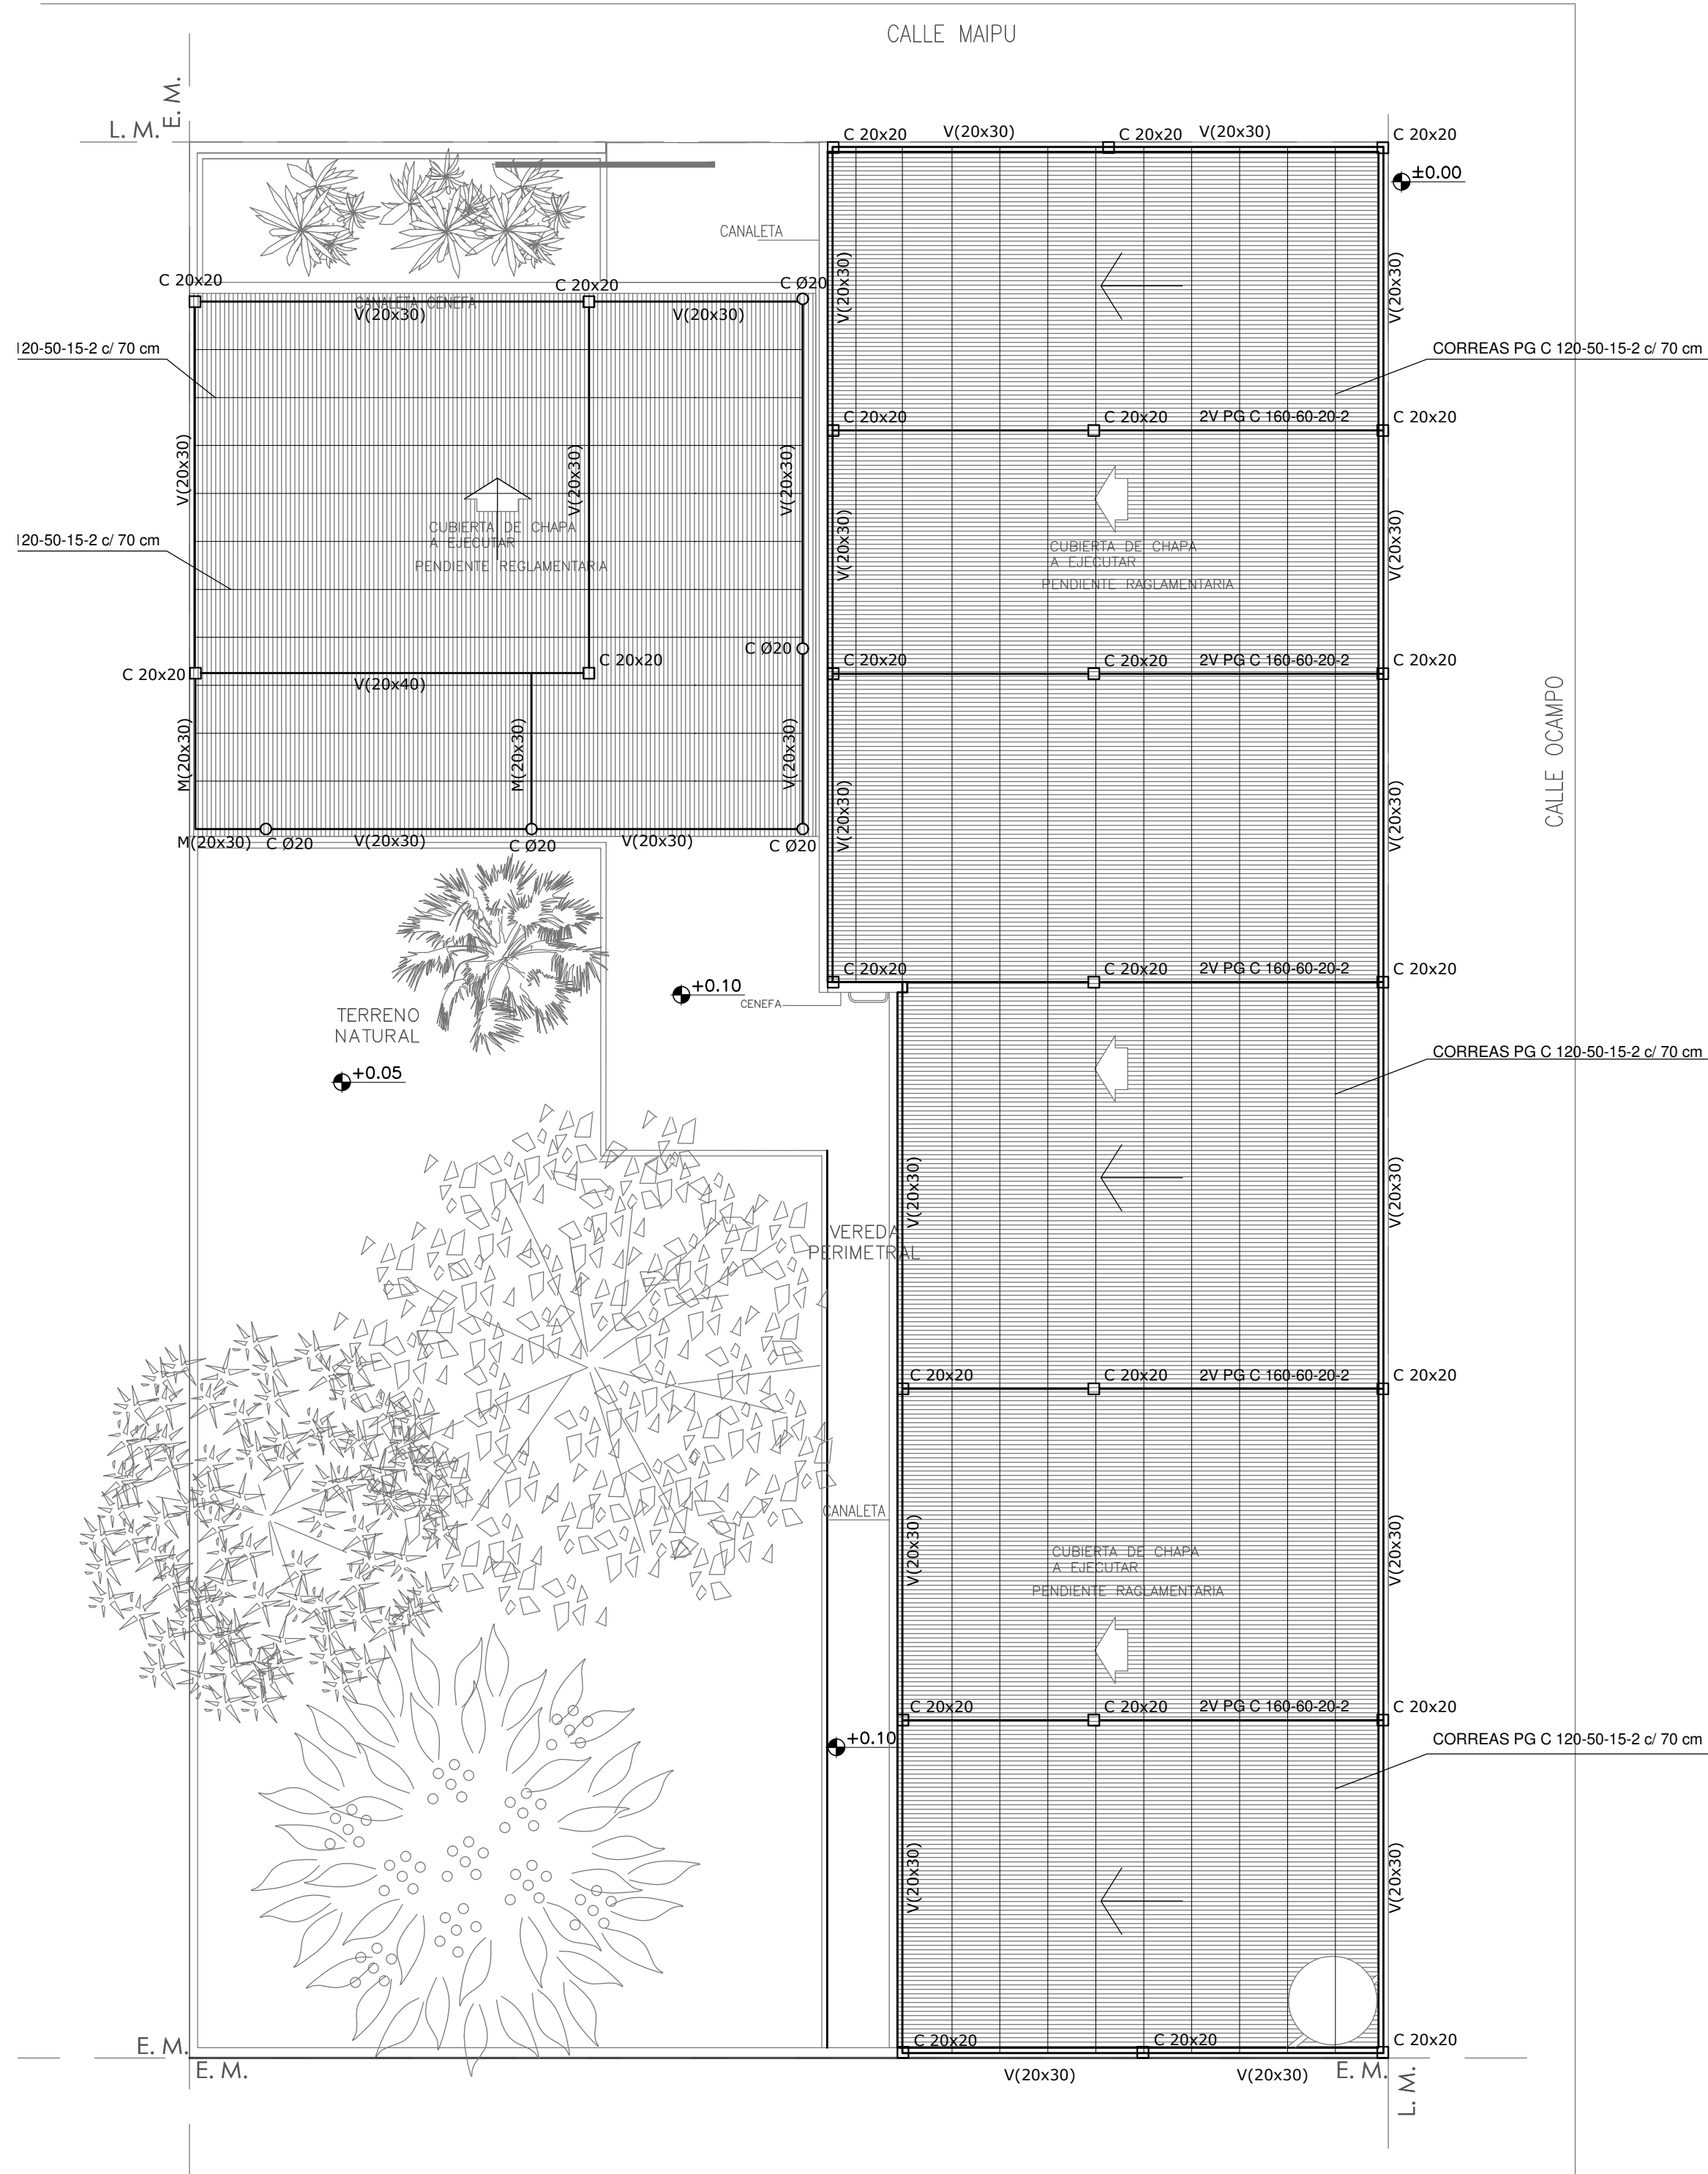 CALLE MAIPU
E. M.
L. M.
C 20x20
V(20x30)
C 20x20
V(20x30)
C 20x20
±0.00
CANALETA
V(20x30)
V(20x30)
C 20x20
C 20x20
C Ø20
CANALETA CENEFA
V(20x30)
V(20x30)
120-50-15-2 c/ 70 cm
CORREAS PG C 120-50-15-2 c/ 70 cm
C 20x20
C 20x20
2V PG C 160-60-20-2
C 20x20
V(20x30)
V(20x30)
V(20x30)
V(20x30)
V(20x30)
CUBIERTA DE CHAPA
A EJECUTAR
PENDIENTE REGLAMENTARIA
120-50-15-2 c/ 70 cm
CUBIERTA DE CHAPA
A EJECUTAR
PENDIENTE RAGLAMENTARIA
C Ø20
C 20x20
C 20x20
V(20x40)
C 20x20
C 20x20
2V PG C 160-60-20-2
C 20x20
CALLE OCAMPO
M(20x30)
M(20x30)
V(20x30)
V(20x30)
V(20x30)
M(20x30)
C Ø20
V(20x30)
C Ø20
V(20x30)
C Ø20
C 20x20
C 20x20
2V PG C 160-60-20-2
C 20x20
+0.10
CENEFA
TERRENO
NATURAL
+0.05
CORREAS PG C 120-50-15-2 c/ 70 cm
V(20x30)
V(20x30)
VEREDA
PERIMETRAL
C 20x20
C 20x20
2V PG C 160-60-20-2
C 20x20
CANALETA
V(20x30)
V(20x30)
CUBIERTA DE CHAPA
A EJECUTAR
PENDIENTE RAGLAMENTARIA
C 20x20
C 20x20
2V PG C 160-60-20-2
C 20x20
+0.10
CORREAS PG C 120-50-15-2 c/ 70 cm
V(20x30)
V(20x30)
E. M.
C 20x20
C 20x20
C 20x20
E. M.
V(20x30)
V(20x30)
E. M.
L. M.